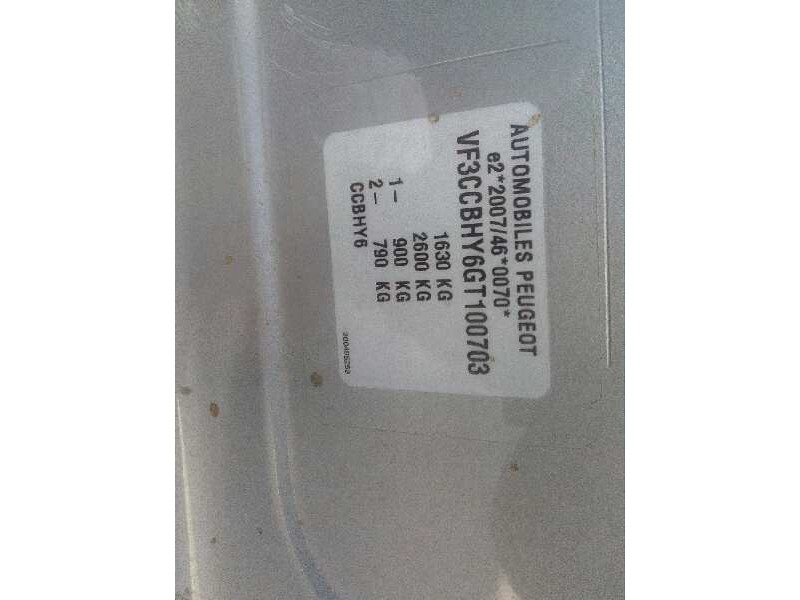 AUTOMOBILES PEUGEOT
e2*2007/46*0070*
VF3CCBHY6GT100703
1630 KG
2600 KG
1- 900 KG
2- 790 KG
CCBHY6